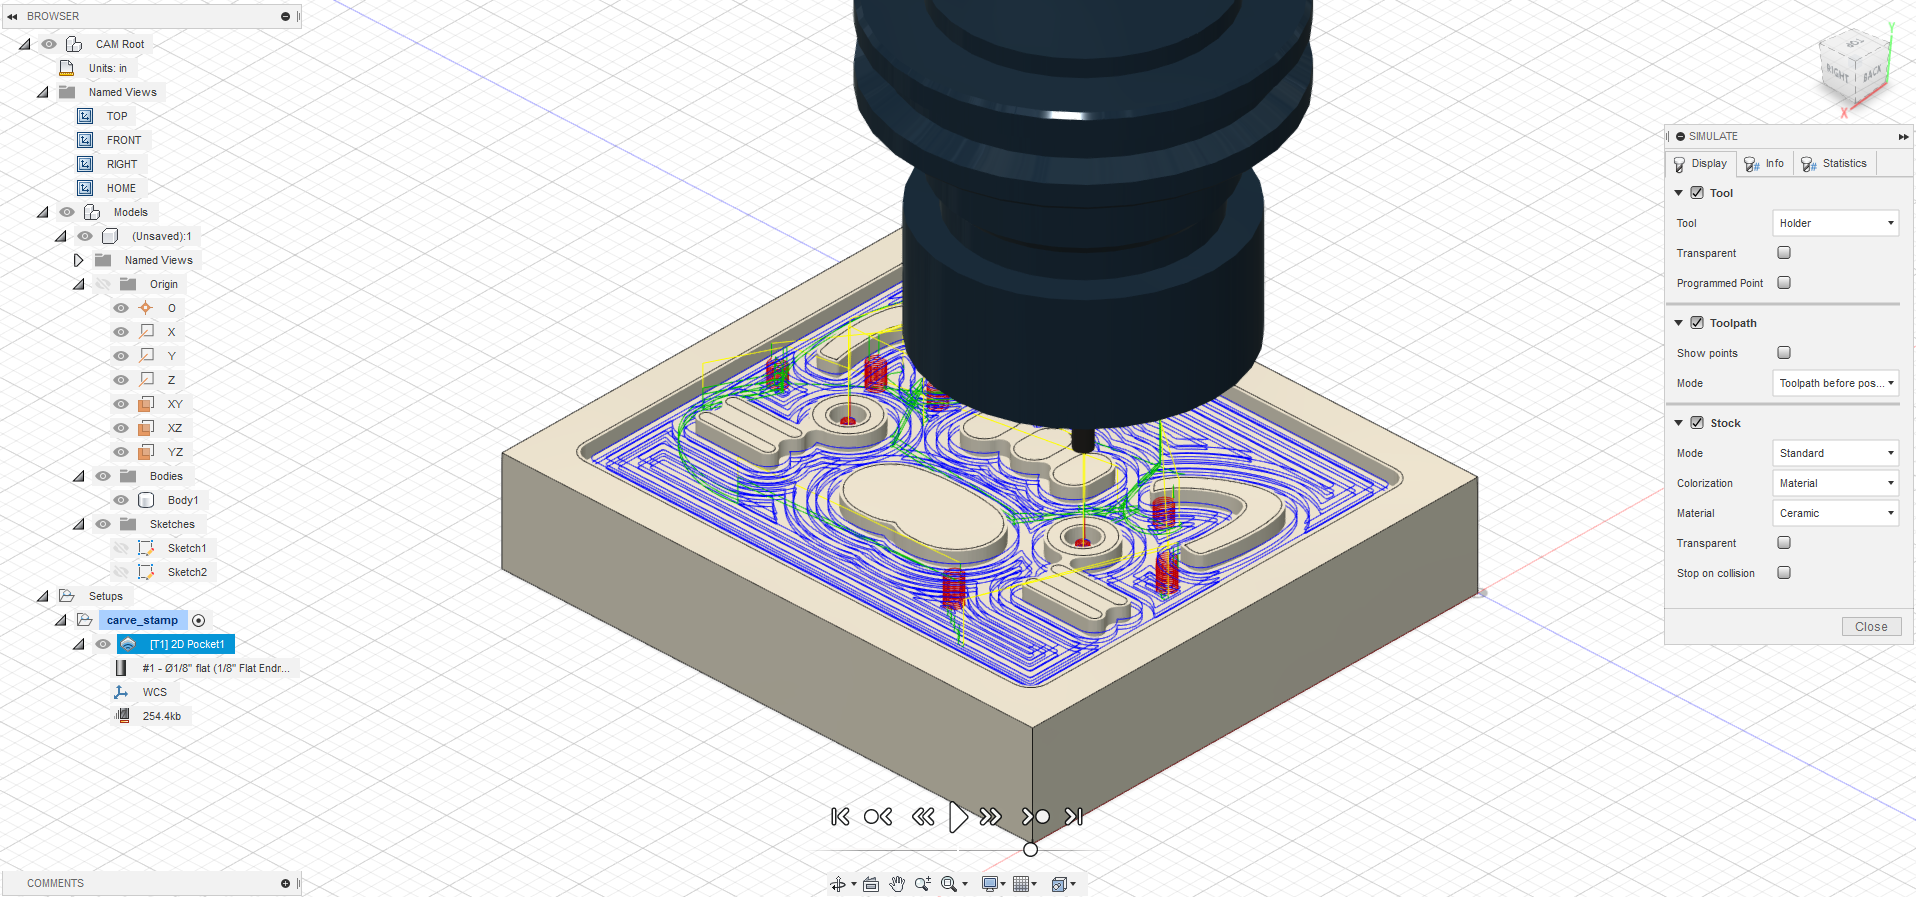 BROWSER
CAM Root
Units: in
Named Views
TOP
FRONT
RIGHT
HOME
Models
(Unsaved):1
Named Views
Origin
O
X
Y
Z
XY
XZ
YZ
Bodies
Body1
Sketches
Sketch1
Sketch2
Setups
carve_stamp
[T1] 2D Pocket1
#1 - Ø1/8" flat (1/8" Flat Endr...
WCS
254.4kb
COMMENTS
Y
TOP
RIGHT BACK
X
SIMULATE
Display Info Statistics
Tool
Tool Holder
Transparent
Programmed Point
Toolpath
Show points
Mode Toolpath before pos...
Stock
Mode Standard
Colorization Material
Material Ceramic
Transparent
Stop on collision
Close